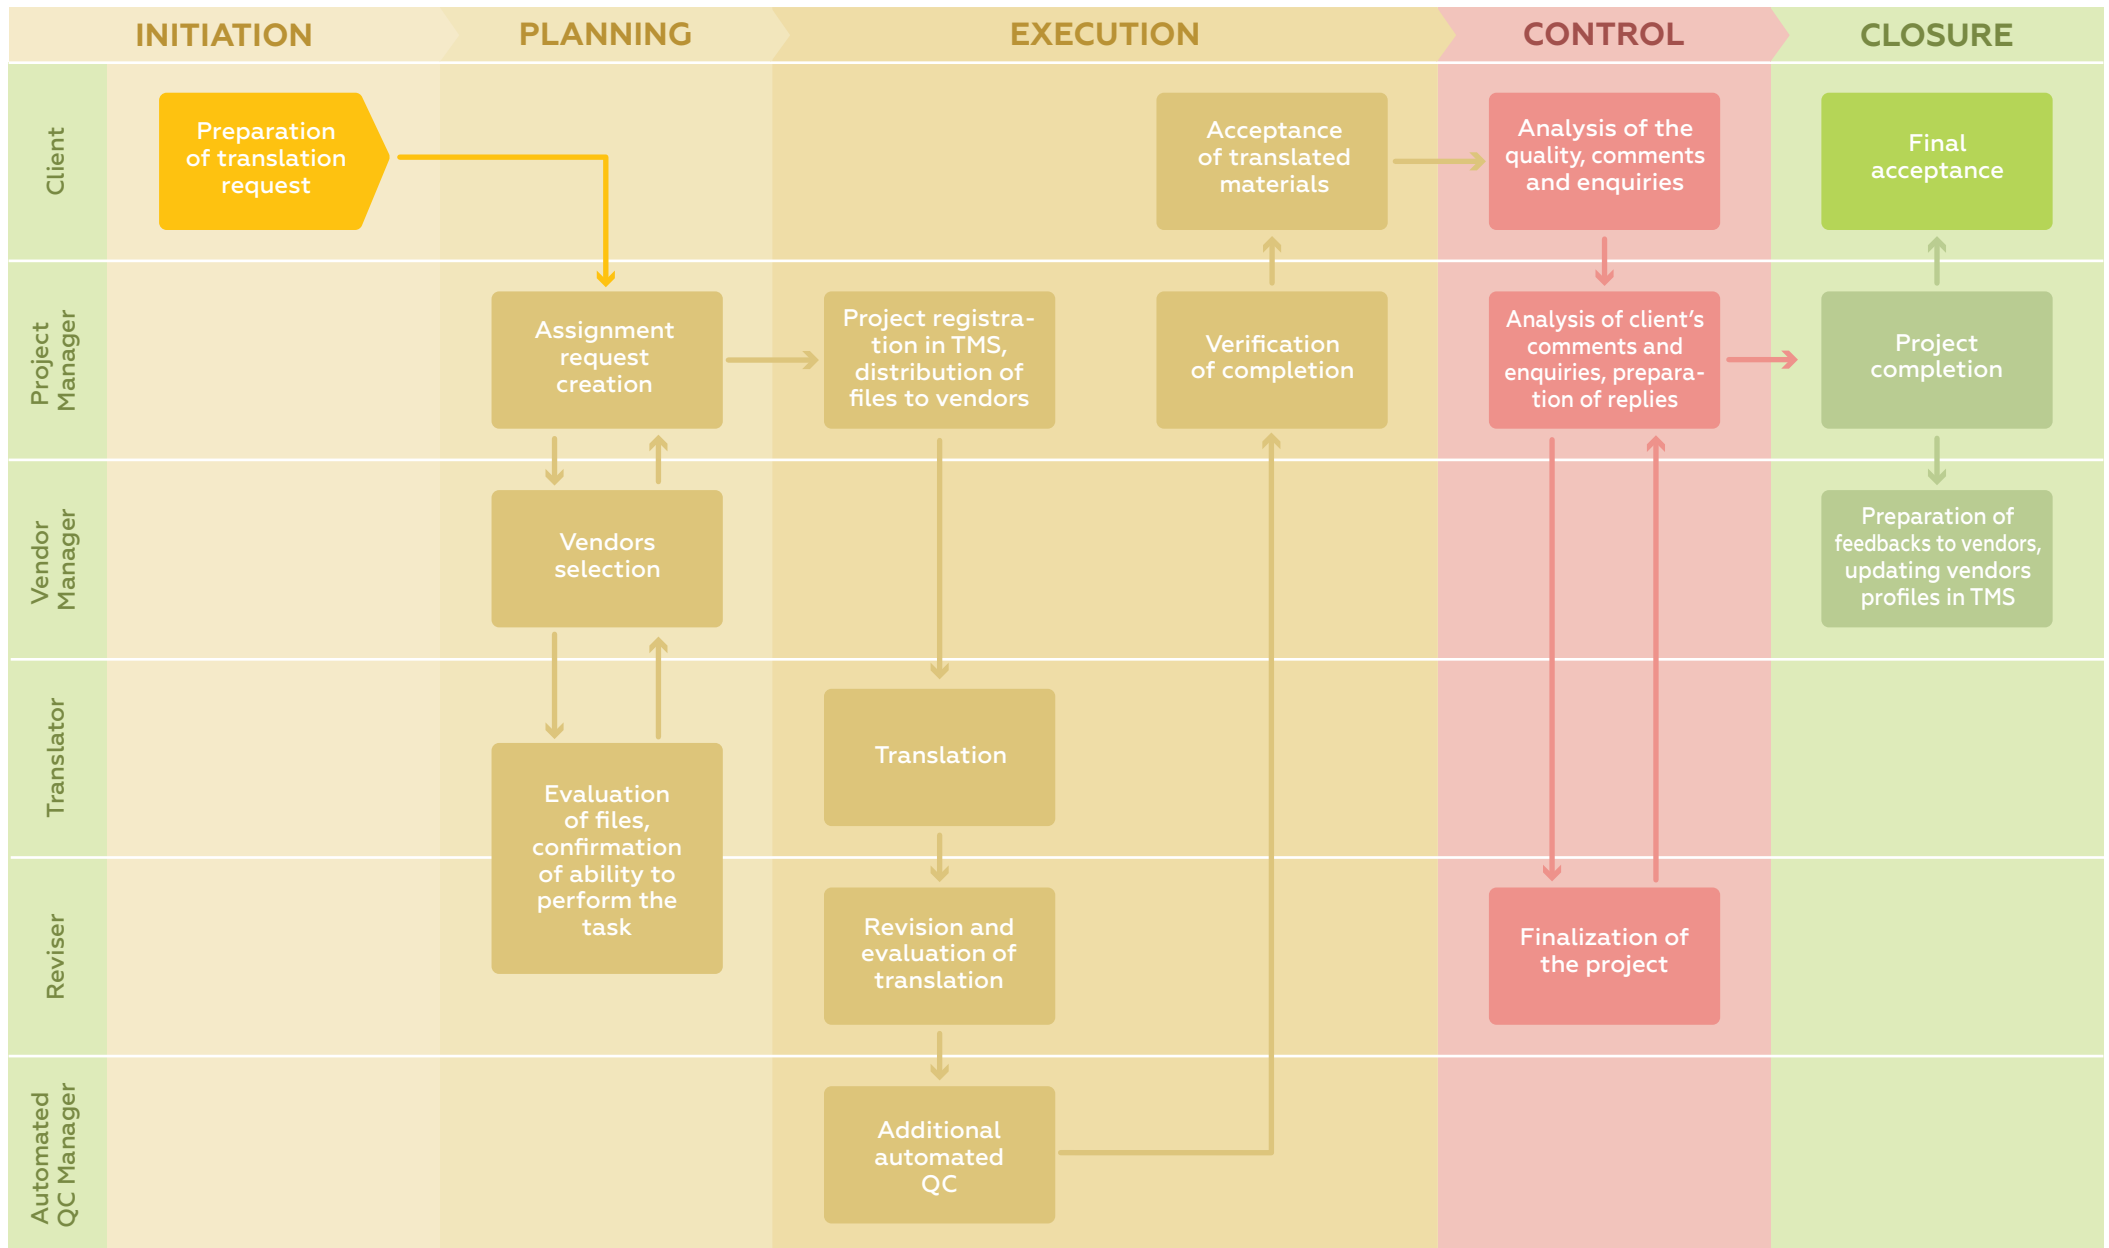 INITIATION
PLANNING
EXECUTION
CONTROL
CLOSURE
Client
Preparation
of translation
request
Acceptance
of translated
materials
Analysis of the
quality, comments
and enquiries
Final
acceptance
Project
Manager
Assignment
request
creation
Project registra-
tion in TMS,
distribution of
files to vendors
Verification
of completion
Analysis of client's
comments and
enquiries, prepara-
tion of replies
Project
completion
Vendor
Manager
Vendors
selection
Preparation of
feedbacks to vendors,
updating vendors
profiles in TMS
Translator
Evaluation
of files,
confirmation
of ability to
perform the
task
Translation
Reviser
Revision and
evaluation of
translation
Finalization of
the project
Automated
QC Manager
Additional
automated
QC